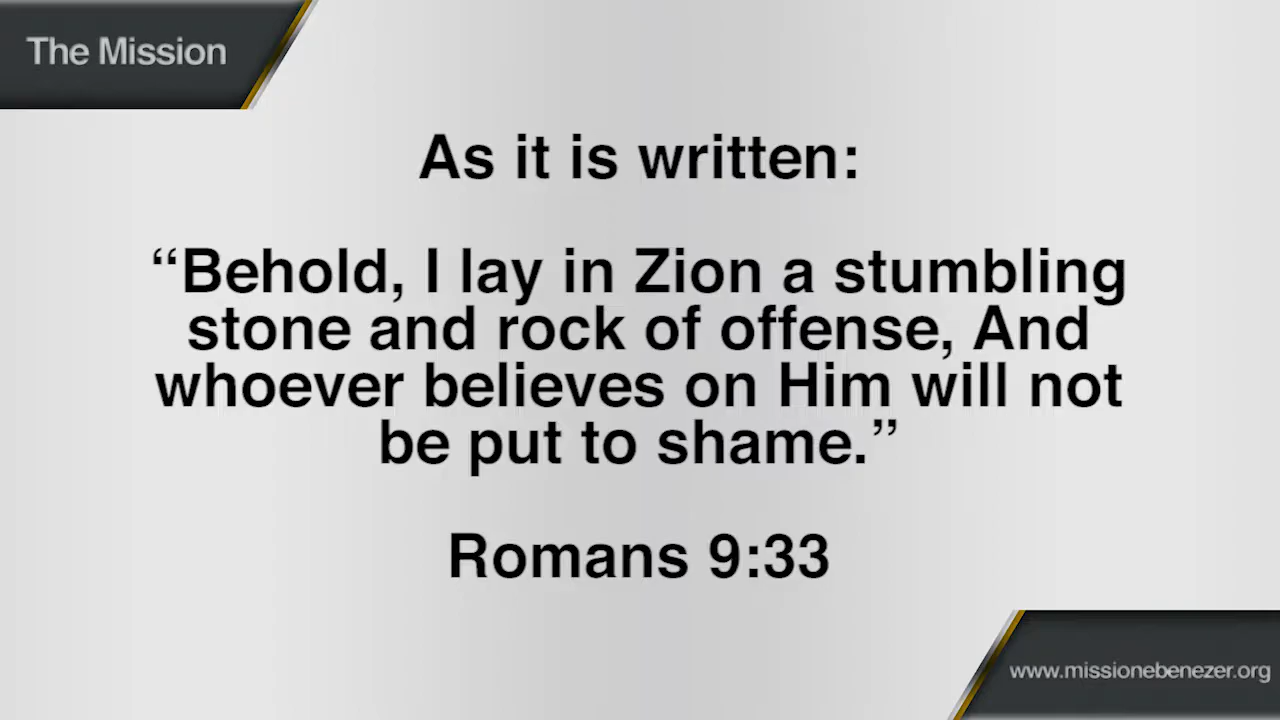 The Mission
As it is written:
“Behold, I lay in Zion a stumbling
stone and rock of offense, And
whoever believes on Him will not
be put to shame.”
Romans 9:33
www.missionebenezer.org